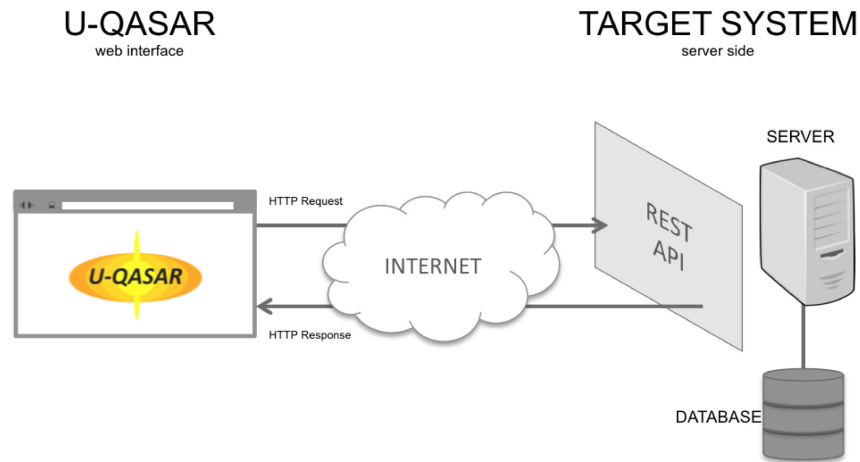 U-QASAR
web interface
TARGET SYSTEM
server side
SERVER
HTTP Request
REST
API
INTERNET
U-QASAR
HTTP Response
DATABASE